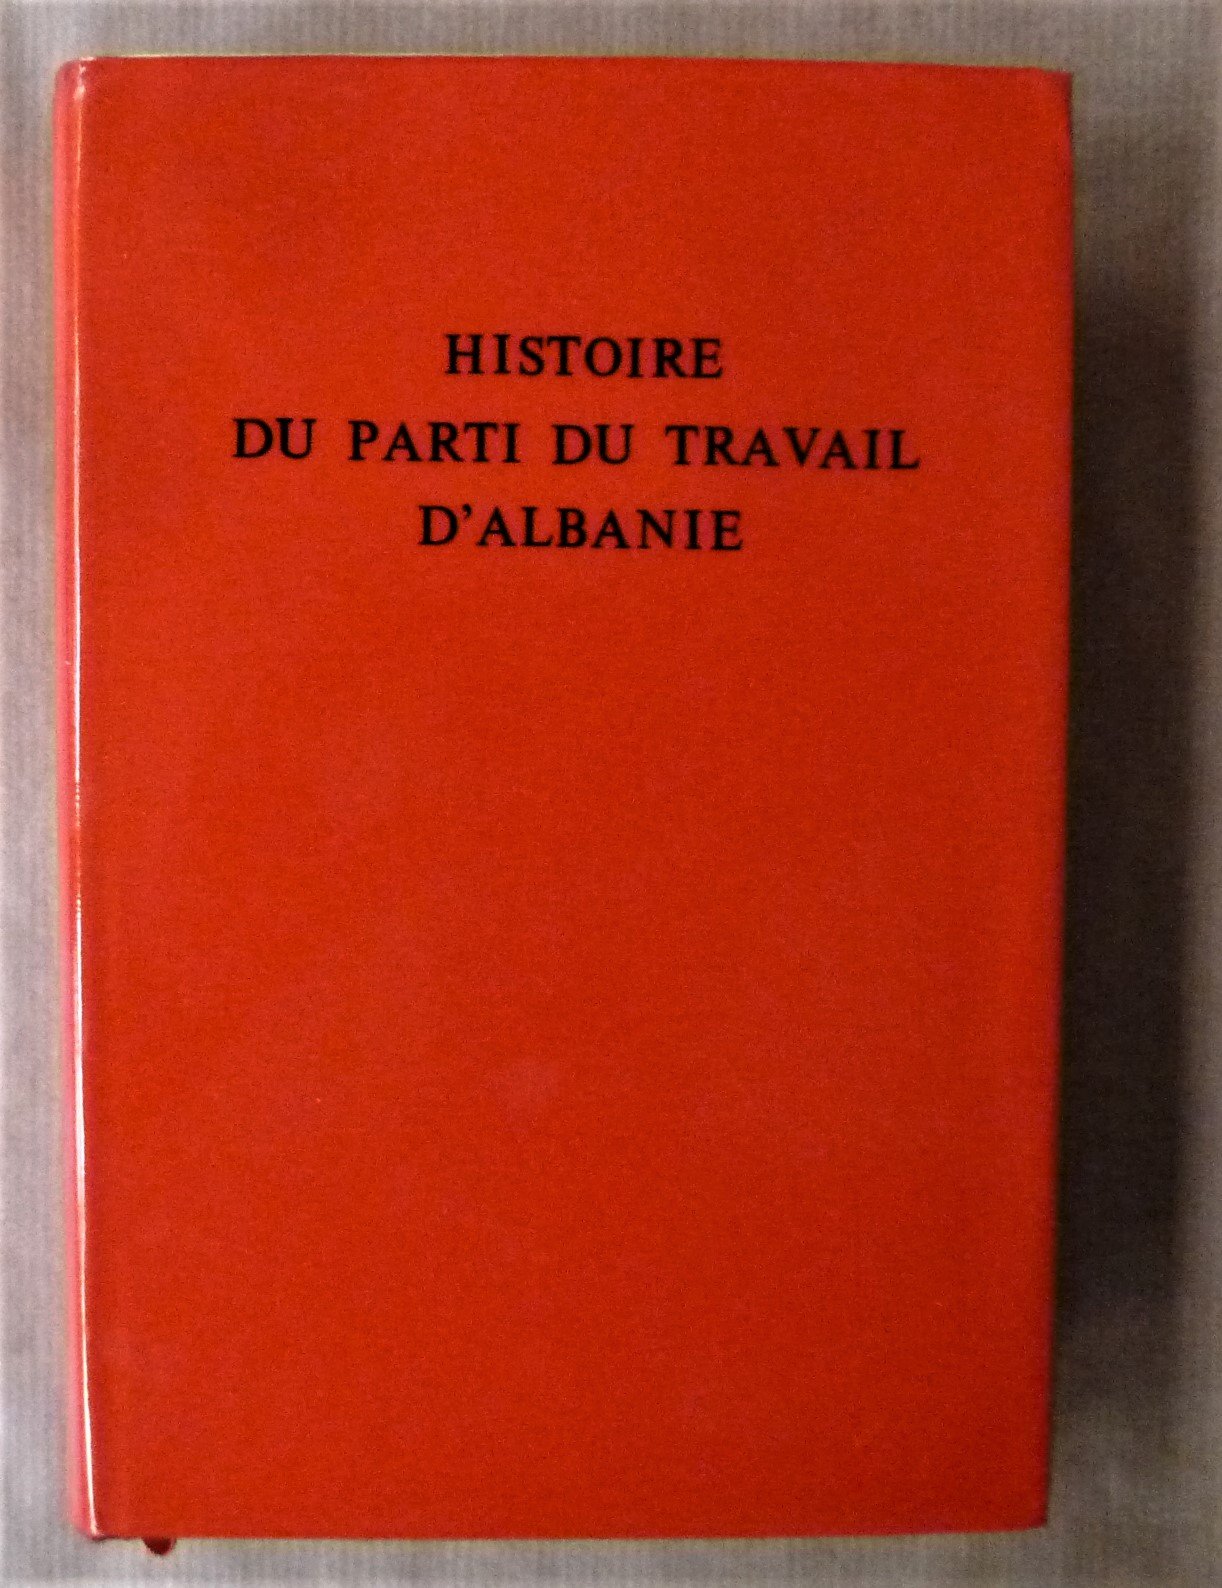 HISTOIRE
DU PARTI DU TRAVAIL
D'ALBANIE